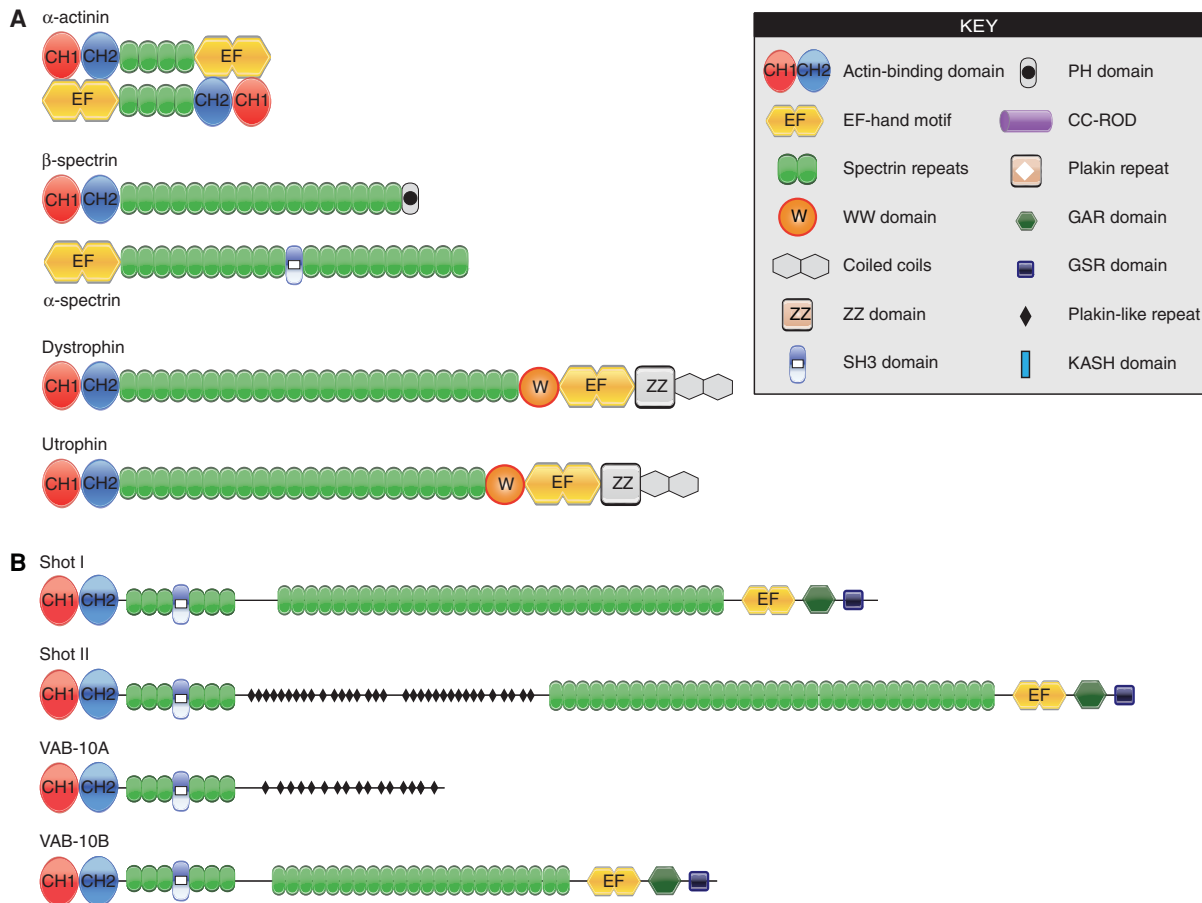 A
α-actinin
CH1 CH2 EF
EF CH2 CH1
β-spectrin
CH1 CH2
EF
α-spectrin
Dystrophin
CH1 CH2 W EF ZZ
Utrophin
CH1 CH2 W EF ZZ
KEY
CH1 CH2 Actin-binding domain
EF EF-hand motif
Spectrin repeats
W WW domain
Coiled coils
ZZ ZZ domain
SH3 domain
PH domain
CC-ROD
Plakin repeat
GAR domain
GSR domain
Plakin-like repeat
KASH domain
B
Shot I
CH1 CH2 EF
Shot II
CH1 CH2 EF
VAB-10A
CH1 CH2
VAB-10B
CH1 CH2 EF